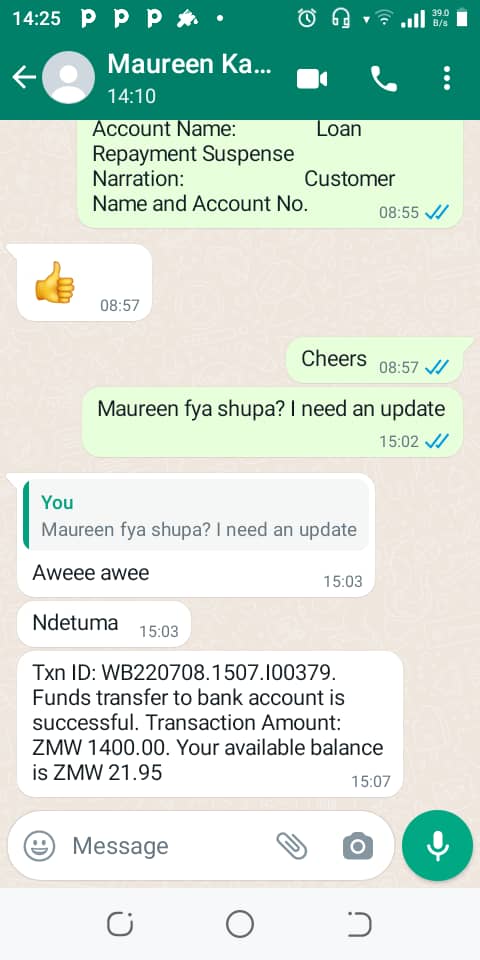 14:25
39.0
B/s
Maureen Ka...
14:10
Account Name: Loan
Repayment Suspense
Narration: Customer
Name and Account No.
08:55
08:57
Cheers
08:57
Maureen fya shupa? I need an update
15:02
You
Maureen fya shupa? I need an update
Aweee awee
15:03
Ndetuma
15:03
Txn ID: WB220708.1507.I00379.
Funds transfer to bank account is
successful. Transaction Amount:
ZMW 1400.00. Your available balance
is ZMW 21.95
15:07
Message